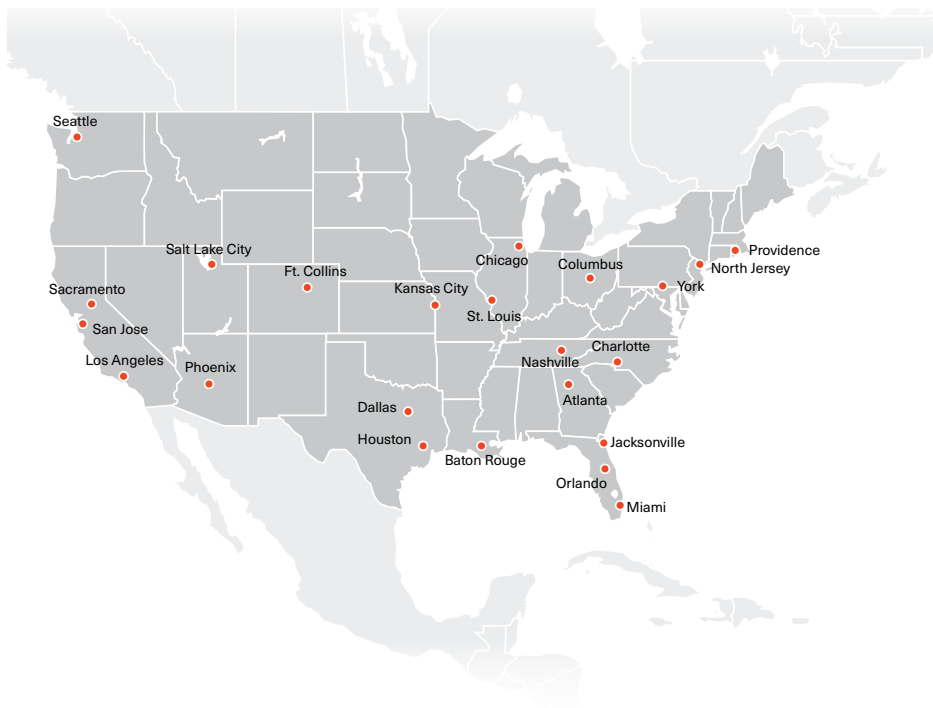 Seattle
Salt Lake City
Providence
Chicago
Columbus
North Jersey
Ft. Collins
Sacramento
Kansas City
York
St. Louis
San Jose
Charlotte
Los Angeles
Phoenix
Nashville
Atlanta
Dallas
Houston
Jacksonville
Baton Rouge
Orlando
Miami